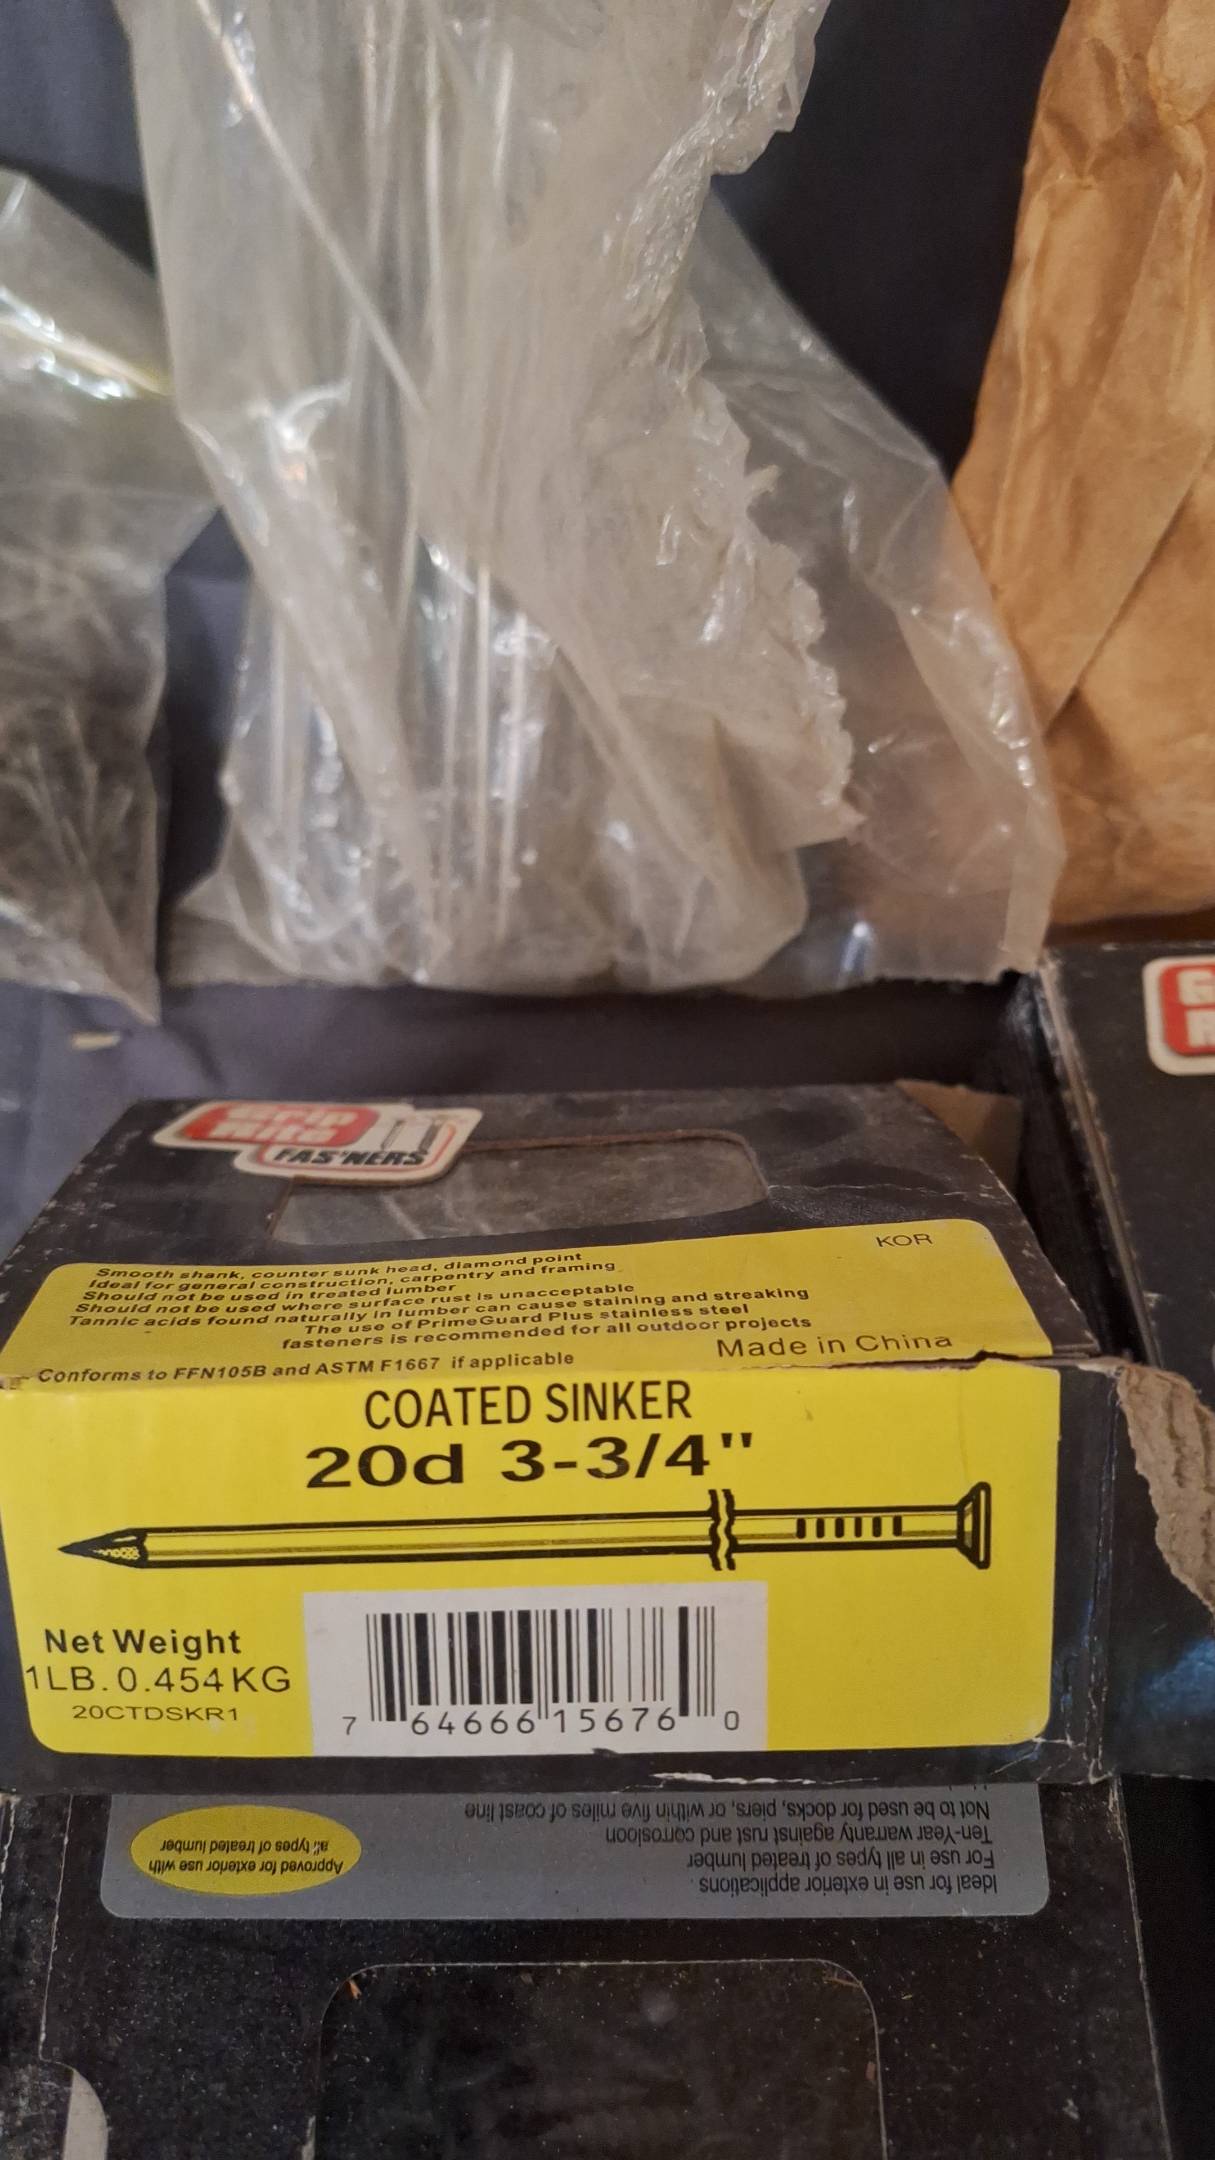 Grip
Rite
FAS'NERS
KOR
Smooth shank, counter sunk head, diamond point
Ideal for general construction, carpentry and framing
Should not be used in treated lumber
Should not be used where surface rust is unacceptable
Tannic acids found naturally in lumber can cause staining and streaking
The use of PrimeGuard Plus stainless steel
fasteners is recommended for all outdoor projects
Made in China
Conforms to FFN105B and ASTM F1667 if applicable
COATED SINKER
20d 3-3/4"
Net Weight
1LB. 0.454KG
20CTDSKR1
7 64666 15676 0
Ideal for use in exterior applications.
For use in all types of treated lumber
Ten-Year warranty against rust and corrosioon
Not to be used for docks, piers, or within five miles of coast line
Approved for exterior use with
all types of treated lumber